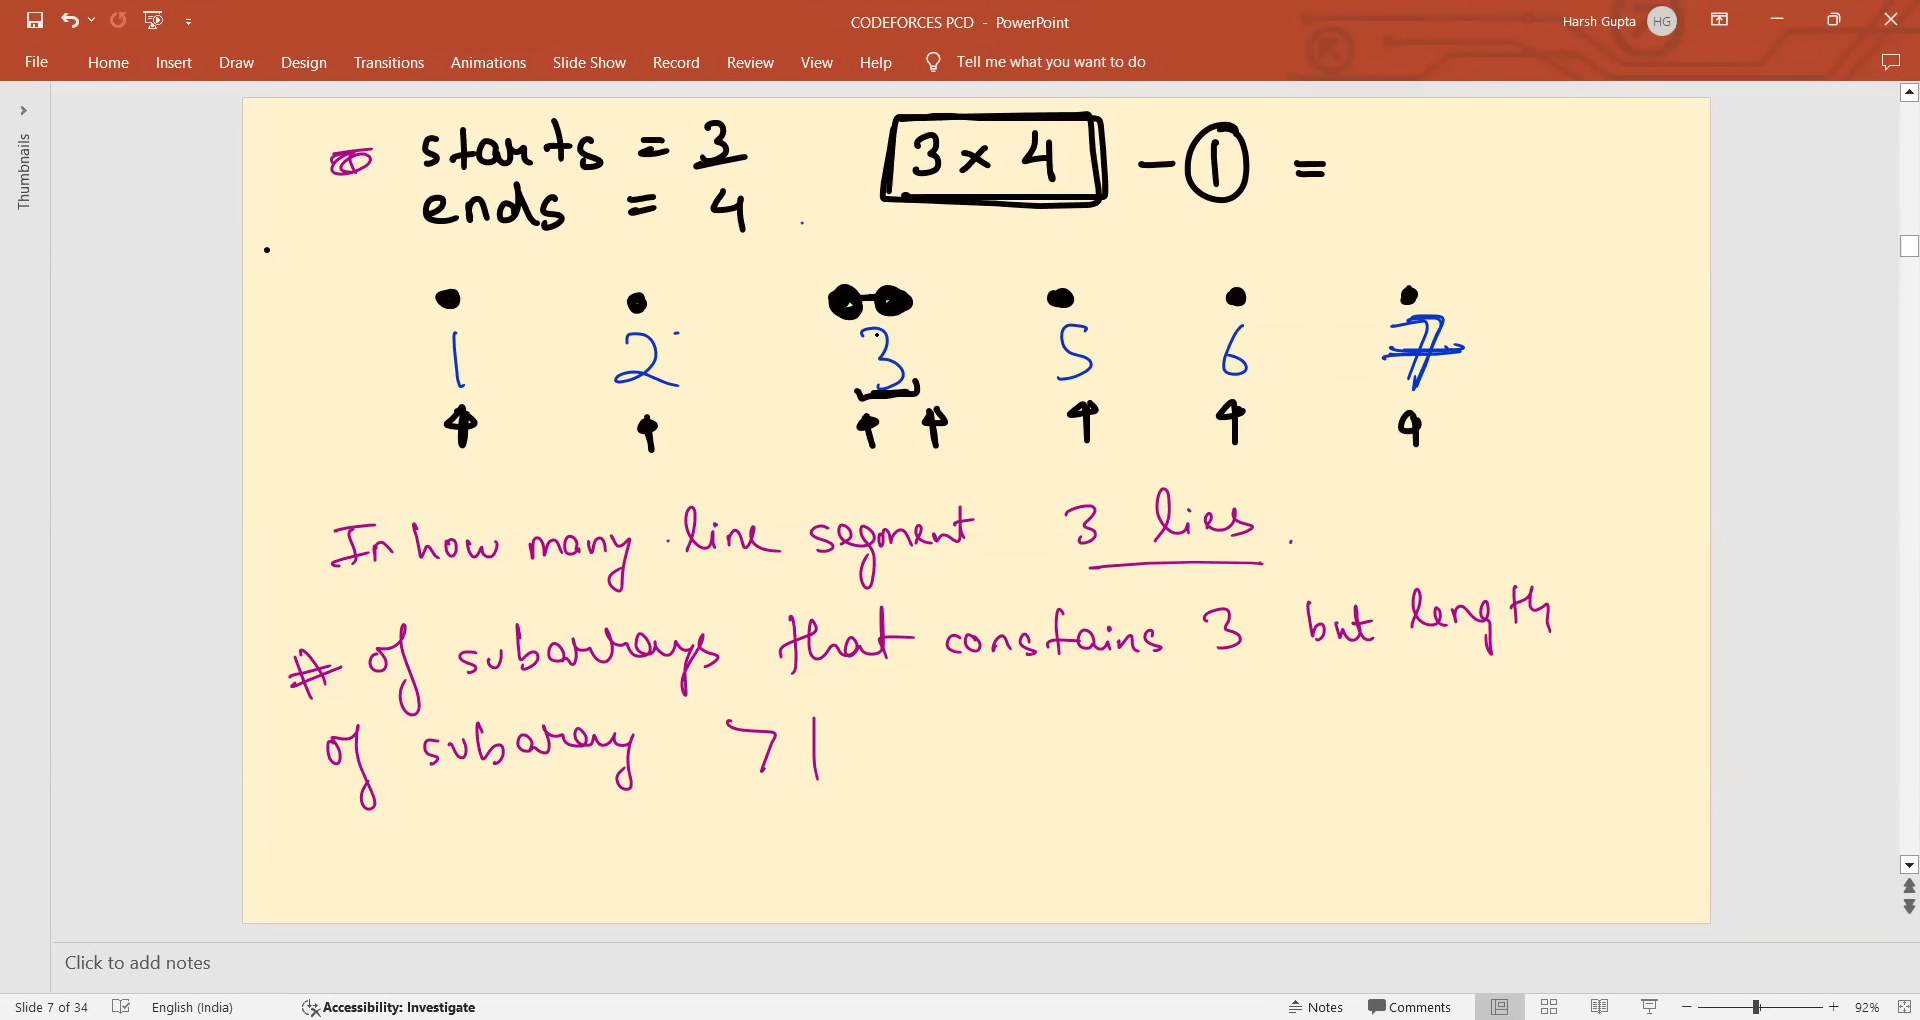 CODEFORCES PCD - PowerPoint
Harsh Gupta HG
File Home Insert Draw Design Transitions Animations Slide Show Record Review View Help Tell me what you want to do
Thumbnails
starts = 3 3 x 4 - 1 =
ends = 4
1 2 3 5 6 7
In how many line segment 3 lies.
# of subarrays that constains 3 but length
of subaray > 1
Click to add notes
Slide 7 of 34 English (India) Accessibility: Investigate Notes Comments 92%